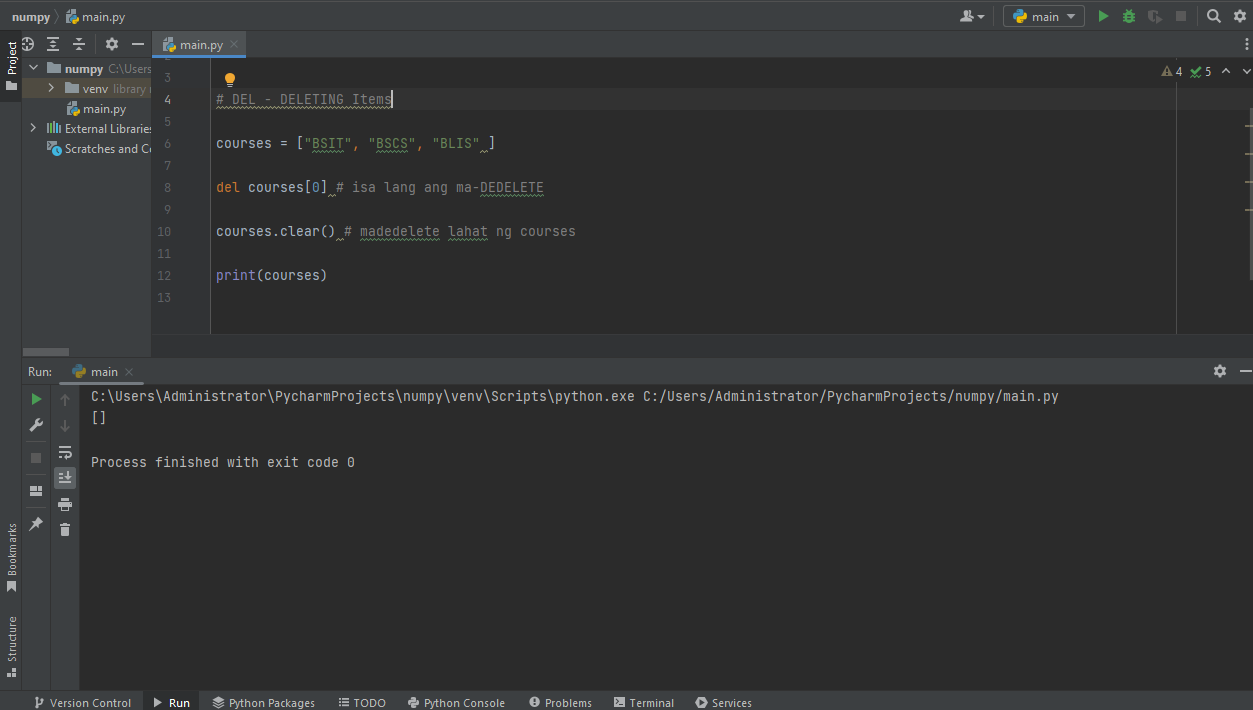 numpy main.py
main
Project
main.py
numpy C:\Users
venv library
main.py
External Libraries
Scratches and Co
4 5
3
4 # DEL - DELETING Items
5
6 courses = ["BSIT", "BSCS", "BLIS" ]
7
8 del courses[0] # isa lang ang ma-DEDELETE
9
10 courses.clear() # madedelete lahat ng courses
11
12 print(courses)
13
Run: main
C:\Users\Administrator\PycharmProjects\numpy\venv\Scripts\python.exe C:/Users/Administrator/PycharmProjects/numpy/main.py
[]
Process finished with exit code 0
Bookmarks
Structure
Version Control Run Python Packages TODO Python Console Problems Terminal Services